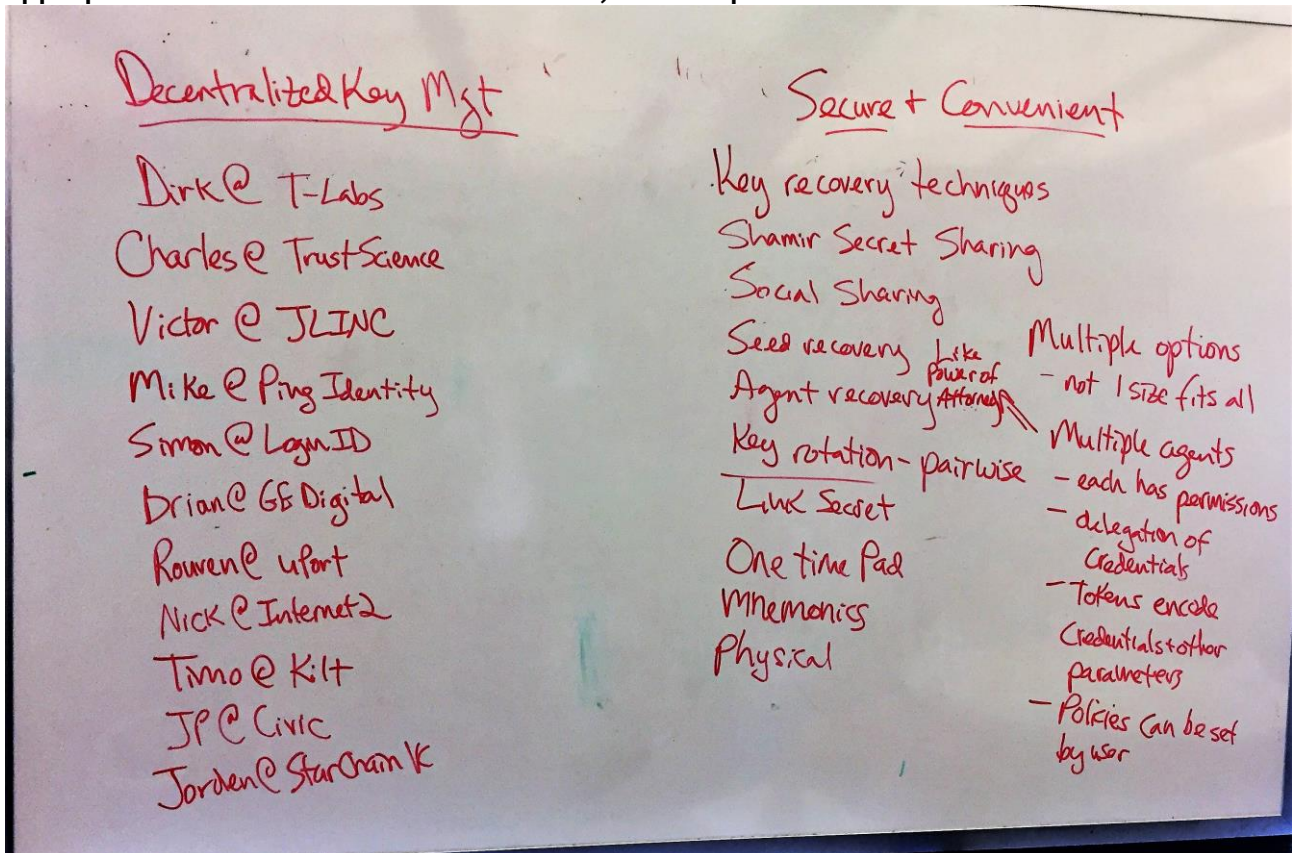 Decentralized Key Mgt
Dirk @ T-Labs
Charles @ TrustScience
Victor @ JLINC
Mike @ Ping Identity
Simon @ LoginID
Brian @ GE Digital
Rouven @ uPort
Nick @ Internet2
Timo @ Kilt
JP @ Civic
Jorden @ StarChain K
Secure + Convenient
Key recovery techniques
Shamir Secret Sharing
Social Sharing
Seed recovery
Agent recovery
Like
Power of
Attorney
Key rotation - pairwise
Link Secret
One time Pad
Mnemonics
Physical
Multiple options
- not 1 size fits all
Multiple agents
- each has permissions
- delegation of
Credentials
- Tokens encode
Credentials + other
parameters
- Policies can be set
by user